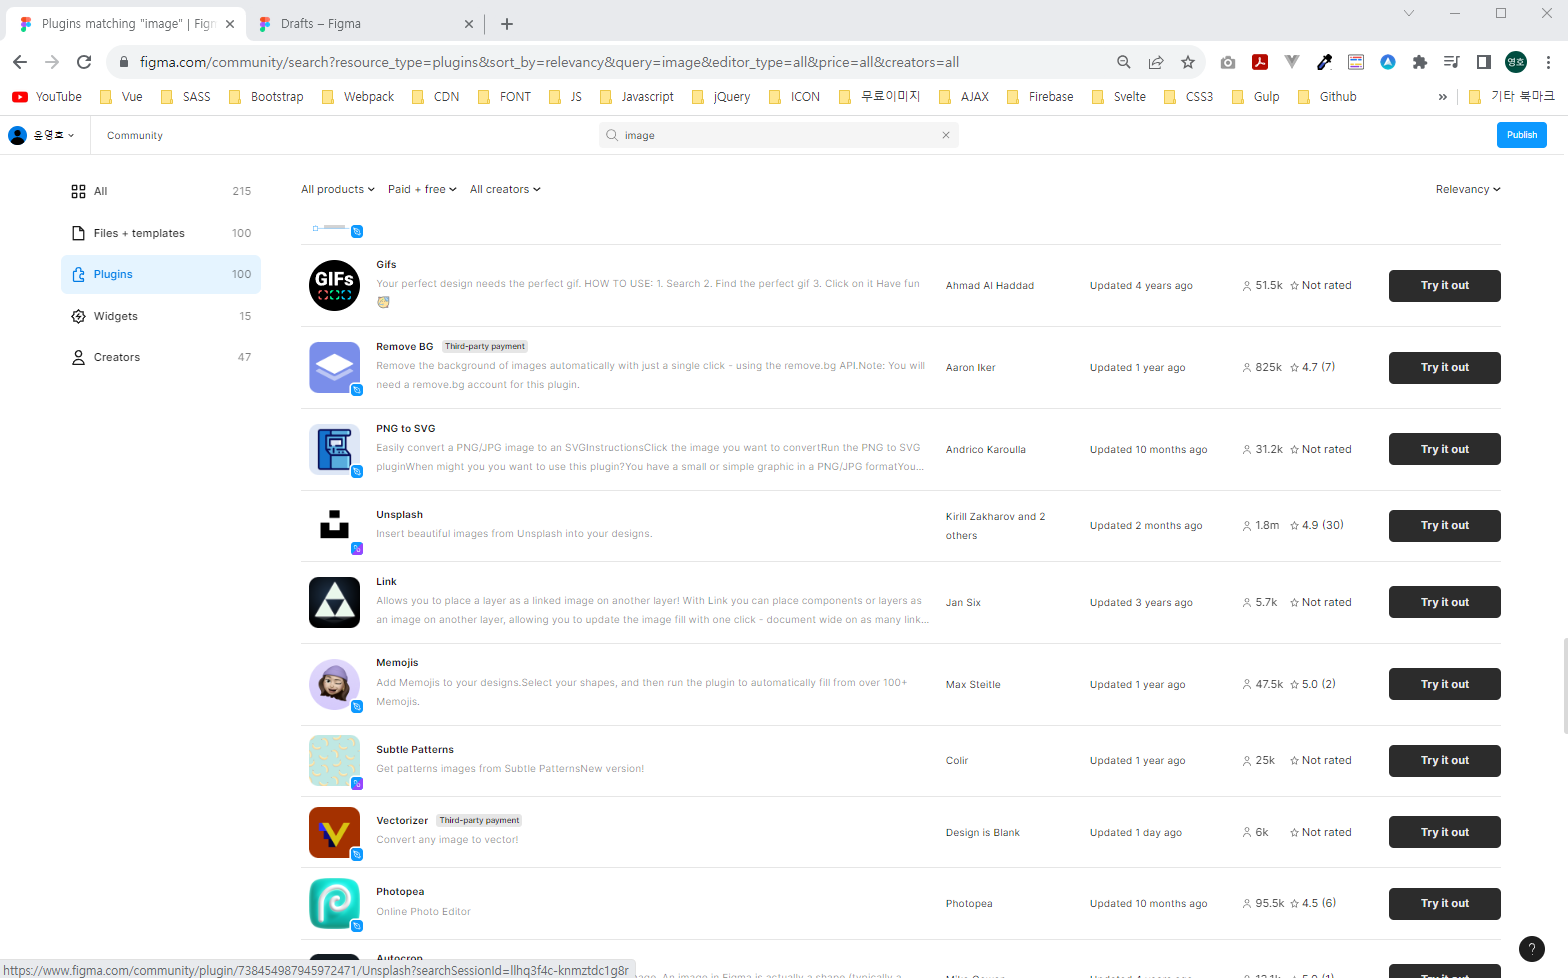 Plugins matching "image" | Figm
Drafts – Figma
figma.com/community/search?resource_type=plugins&sort_by=relevancy&query=image&editor_type=all&price=all&creators=all
영호
YouTube
Vue
SASS
Bootstrap
Webpack
CDN
FONT
JS
Javascript
jQuery
ICON
무료이미지
AJAX
Firebase
Svelte
CSS3
Gulp
Github
»
기타 북마크
윤영호
Community
image
Publish
All 215
Files + templates 100
Plugins 100
Widgets 15
Creators 47
All products
Paid + free
All creators
Relevancy
GIFs
Gifs
Your perfect design needs the perfect gif. HOW TO USE: 1. Search 2. Find the perfect gif 3. Click on it Have fun
Ahmad Al Haddad
Updated 4 years ago
51.5k
Not rated
Try it out
Remove BG
Third-party payment
Remove the background of images automatically with just a single click - using the remove.bg API.Note: You will
need a remove.bg account for this plugin.
Aaron Iker
Updated 1 year ago
825k
4.7 (7)
Try it out
PNG to SVG
Easily convert a PNG/JPG image to an SVGInstructionsClick the image you want to convertRun the PNG to SVG
pluginWhen might you you want to use this plugin?You have a small or simple graphic in a PNG/JPG formatYou...
Andrico Karoulla
Updated 10 months ago
31.2k
Not rated
Try it out
Unsplash
Insert beautiful images from Unsplash into your designs.
Kirill Zakharov and 2
others
Updated 2 months ago
1.8m
4.9 (30)
Try it out
Link
Allows you to place a layer as a linked image on another layer! With Link you can place components or layers as
an image on another layer, allowing you to update the image fill with one click - document wide on as many link...
Jan Six
Updated 3 years ago
5.7k
Not rated
Try it out
Memojis
Add Memojis to your designs.Select your shapes, and then run the plugin to automatically fill from over 100+
Memojis.
Max Steitle
Updated 1 year ago
47.5k
5.0 (2)
Try it out
Subtle Patterns
Get patterns images from Subtle PatternsNew version!
Colir
Updated 1 year ago
25k
Not rated
Try it out
Vectorizer
Third-party payment
Convert any image to vector!
Design is Blank
Updated 1 day ago
6k
Not rated
Try it out
Photopea
Online Photo Editor
Photopea
Updated 10 months ago
95.5k
4.5 (6)
Try it out
Autocrop
?
https://www.figma.com/community/plugin/738454987945972471/Unsplash?searchSessionId=llhq3f4c-knmztdc1g8r